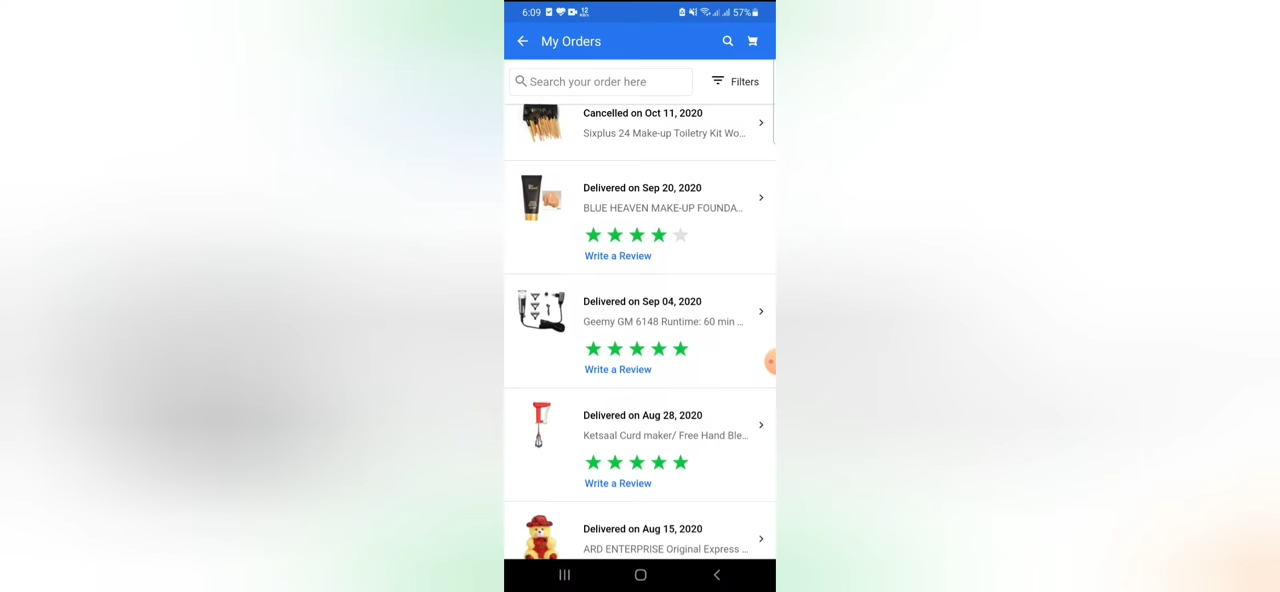 6:09 12 KB/s 57%
My Orders
Search your order here Filters
Cancelled on Oct 11, 2020
Sixplus 24 Make-up Toiletry Kit Wo...
Delivered on Sep 20, 2020
BLUE HEAVEN MAKE-UP FOUNDA...
Write a Review
Delivered on Sep 04, 2020
Geemy GM 6148 Runtime: 60 min ...
Write a Review
Delivered on Aug 28, 2020
Ketsaal Curd maker/ Free Hand Ble...
Write a Review
Delivered on Aug 15, 2020
ARD ENTERPRISE Original Express ...